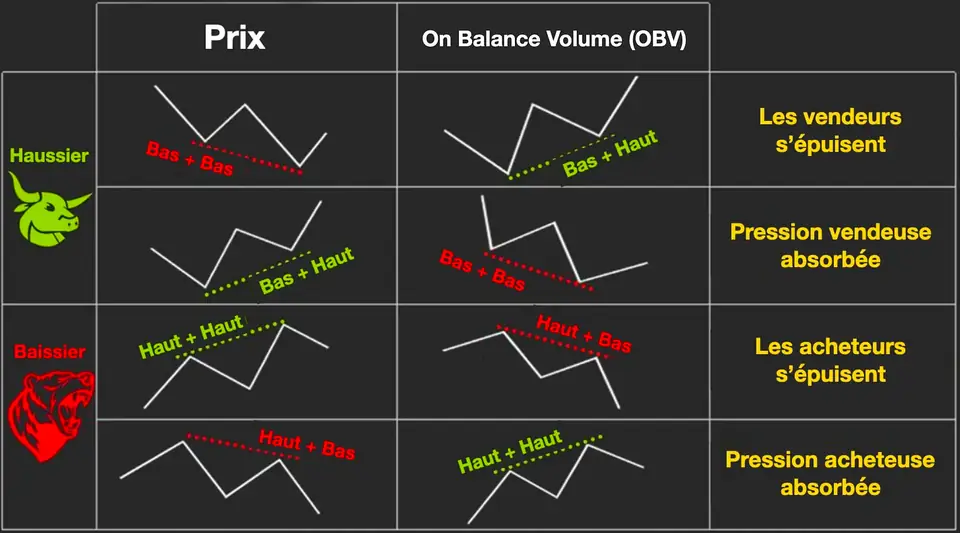 Prix
On Balance Volume (OBV)
Haussier
Bas + Bas
Bas + Haut
Les vendeurs
s'épuisent
Bas + Haut
Bas + Bas
Pression vendeuse
absorbée
Baissier
Haut + Haut
Haut + Bas
Les acheteurs
s'épuisent
Haut + Bas
Haut + Haut
Pression acheteuse
absorbée